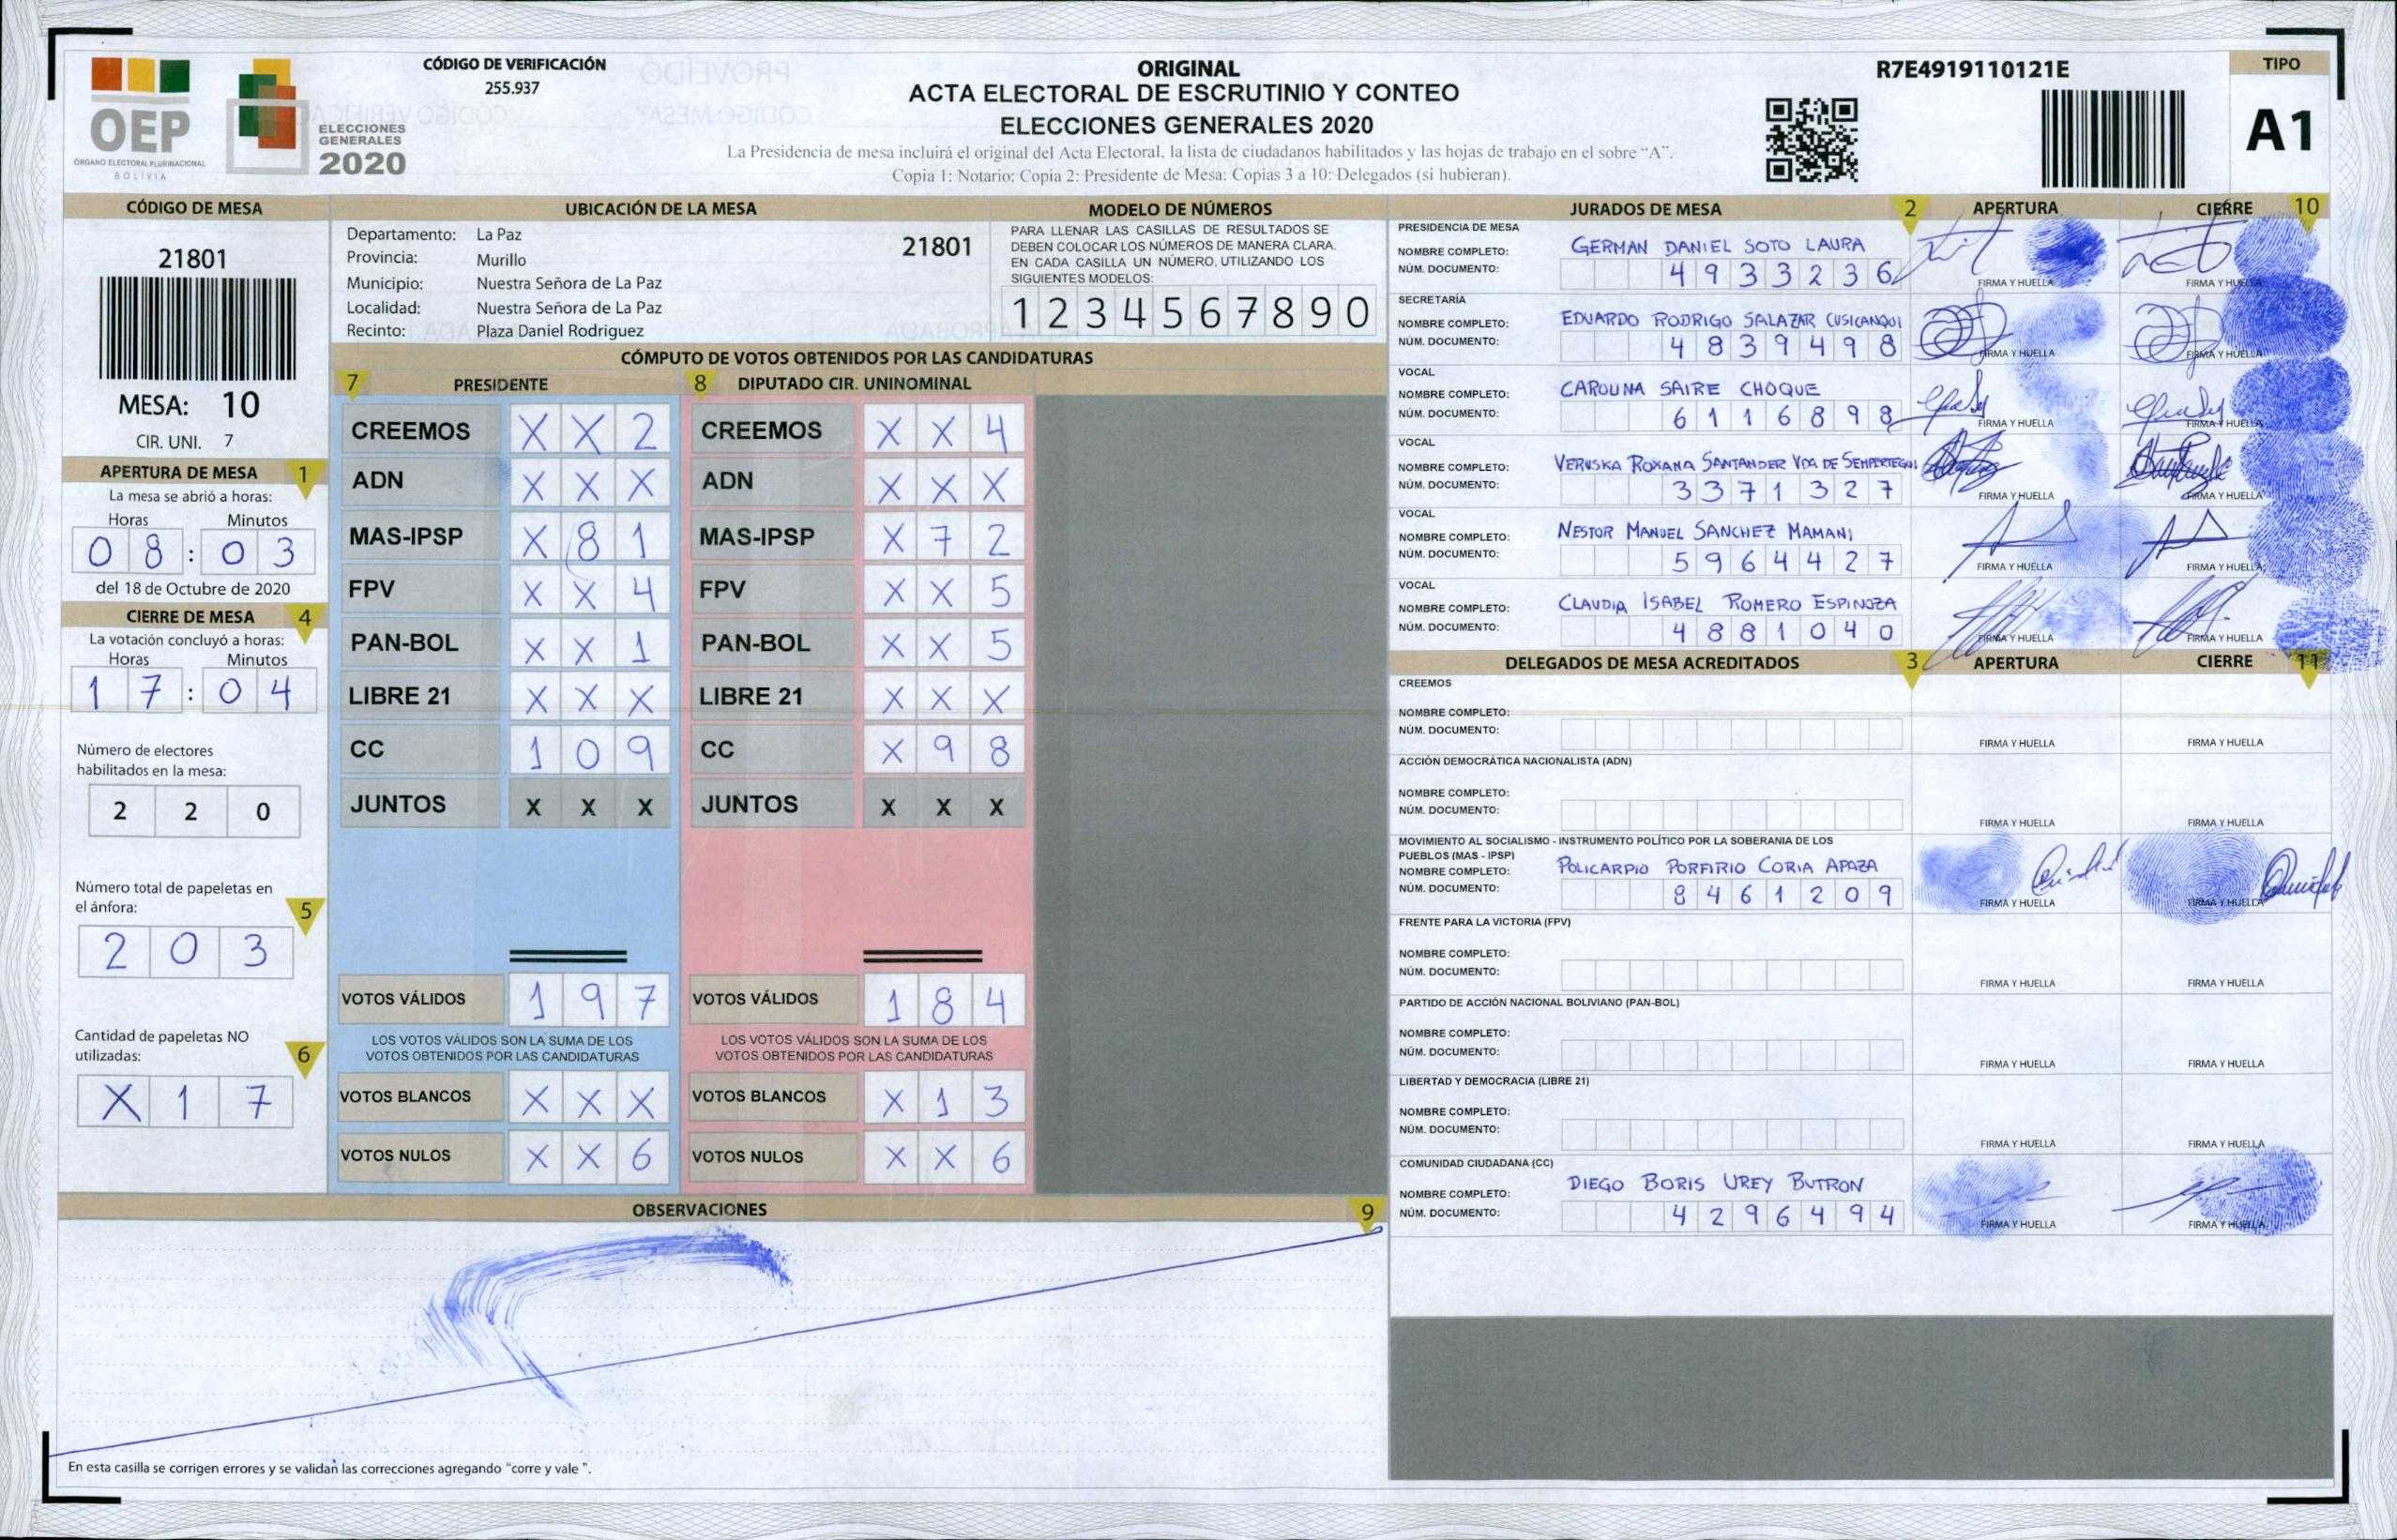 OEP
ÓRGANO ELECTORAL PLURINACIONAL
BOLIVIA
ELECCIONES
GENERALES
2020
CÓDIGO DE VERIFICACIÓN
255.937
ORIGINAL
ACTA ELECTORAL DE ESCRUTINIO Y CONTEO
ELECCIONES GENERALES 2020
La Presidencia de mesa incluirá el original del Acta Electoral, la lista de ciudadanos habilitados y las hojas de trabajo en el sobre “A”.
Copia 1: Notario; Copia 2: Presidente de Mesa; Copias 3 a 10: Delegados (si hubieran).
R7E4919110121E
TIPO
A1
CÓDIGO DE MESA
21801
MESA: 10
CIR. UNI. 7
APERTURA DE MESA 1
La mesa se abrió a horas:
Horas Minutos
0 8 : 0 3
del 18 de Octubre de 2020
CIERRE DE MESA 4
La votación concluyó a horas:
Horas Minutos
1 7 : 0 4
Número de electores
habilitados en la mesa:
2 2 0
Número total de papeletas en
el ánfora: 5
2 0 3
Cantidad de papeletas NO
utilizadas: 6
X 1 7
UBICACIÓN DE LA MESA
Departamento: La Paz 21801
Provincia: Murillo
Municipio: Nuestra Señora de La Paz
Localidad: Nuestra Señora de La Paz
Recinto: Plaza Daniel Rodriguez
MODELO DE NÚMEROS
PARA LLENAR LAS CASILLAS DE RESULTADOS SE
DEBEN COLOCAR LOS NÚMEROS DE MANERA CLARA.
EN CADA CASILLA UN NÚMERO, UTILIZANDO LOS
SIGUIENTES MODELOS:
1 2 3 4 5 6 7 8 9 0
CÓMPUTO DE VOTOS OBTENIDOS POR LAS CANDIDATURAS
7 PRESIDENTE 8 DIPUTADO CIR. UNINOMINAL
CREEMOS X X 2 CREEMOS X X 4
ADN X X X ADN X X X
MAS-IPSP X 8 1 MAS-IPSP X 7 2
FPV X X 4 FPV X X 5
PAN-BOL X X 1 PAN-BOL X X 5
LIBRE 21 X X X LIBRE 21 X X X
CC 1 0 9 CC X 9 8
JUNTOS X X X JUNTOS X X X
VOTOS VÁLIDOS 1 9 7 VOTOS VÁLIDOS 1 8 4
LOS VOTOS VÁLIDOS SON LA SUMA DE LOS LOS VOTOS VÁLIDOS SON LA SUMA DE LOS
VOTOS OBTENIDOS POR LAS CANDIDATURAS VOTOS OBTENIDOS POR LAS CANDIDATURAS
VOTOS BLANCOS X X X VOTOS BLANCOS X 1 3
VOTOS NULOS X X 6 VOTOS NULOS X X 6
OBSERVACIONES 9
En esta casilla se corrigen errores y se validan las correcciones agregando “corre y vale ”.
JURADOS DE MESA 2 APERTURA CIERRE 10
PRESIDENCIA DE MESA
NOMBRE COMPLETO: GERMAN DANIEL SOTO LAURA
NÚM. DOCUMENTO: 4 9 3 3 2 3 6
FIRMA Y HUELLA FIRMA Y HUELLA
SECRETARÍA
NOMBRE COMPLETO: EDUARDO RODRIGO SALAZAR CUSICANQUI
NÚM. DOCUMENTO: 4 8 3 9 4 9 8
FIRMA Y HUELLA FIRMA Y HUELLA
VOCAL
NOMBRE COMPLETO: CAROLINA SAIRE CHOQUE
NÚM. DOCUMENTO: 6 1 1 6 8 9 8
FIRMA Y HUELLA FIRMA Y HUELLA
VOCAL
NOMBRE COMPLETO: VERUSKA ROXANA SANTANDER VDA DE SEMPERTEGUI
NÚM. DOCUMENTO: 3 3 7 1 3 2 7
FIRMA Y HUELLA FIRMA Y HUELLA
VOCAL
NOMBRE COMPLETO: NESTOR MANUEL SANCHEZ MAMANI
NÚM. DOCUMENTO: 5 9 6 4 4 2 7
FIRMA Y HUELLA FIRMA Y HUELLA
VOCAL
NOMBRE COMPLETO: CLAUDIA ISABEL ROMERO ESPINOZA
NÚM. DOCUMENTO: 4 8 8 1 0 4 0
FIRMA Y HUELLA FIRMA Y HUELLA
DELEGADOS DE MESA ACREDITADOS 3 APERTURA CIERRE 11
CREEMOS
NOMBRE COMPLETO:
NÚM. DOCUMENTO:
FIRMA Y HUELLA FIRMA Y HUELLA
ACCIÓN DEMOCRÁTICA NACIONALISTA (ADN)
NOMBRE COMPLETO:
NÚM. DOCUMENTO:
FIRMA Y HUELLA FIRMA Y HUELLA
MOVIMIENTO AL SOCIALISMO - INSTRUMENTO POLÍTICO POR LA SOBERANIA DE LOS
PUEBLOS (MAS - IPSP)
NOMBRE COMPLETO: POLICARPIO PORFIRIO CORIA APAZA
NÚM. DOCUMENTO: 8 4 6 1 2 0 9
FIRMA Y HUELLA FIRMA Y HUELLA
FRENTE PARA LA VICTORIA (FPV)
NOMBRE COMPLETO:
NÚM. DOCUMENTO:
FIRMA Y HUELLA FIRMA Y HUELLA
PARTIDO DE ACCIÓN NACIONAL BOLIVIANO (PAN-BOL)
NOMBRE COMPLETO:
NÚM. DOCUMENTO:
FIRMA Y HUELLA FIRMA Y HUELLA
LIBERTAD Y DEMOCRACIA (LIBRE 21)
NOMBRE COMPLETO:
NÚM. DOCUMENTO:
FIRMA Y HUELLA FIRMA Y HUELLA
COMUNIDAD CIUDADANA (CC)
NOMBRE COMPLETO: DIEGO BORIS UREY BUTRON
NÚM. DOCUMENTO: 4 2 9 6 4 9 4
FIRMA Y HUELLA FIRMA Y HUELLA